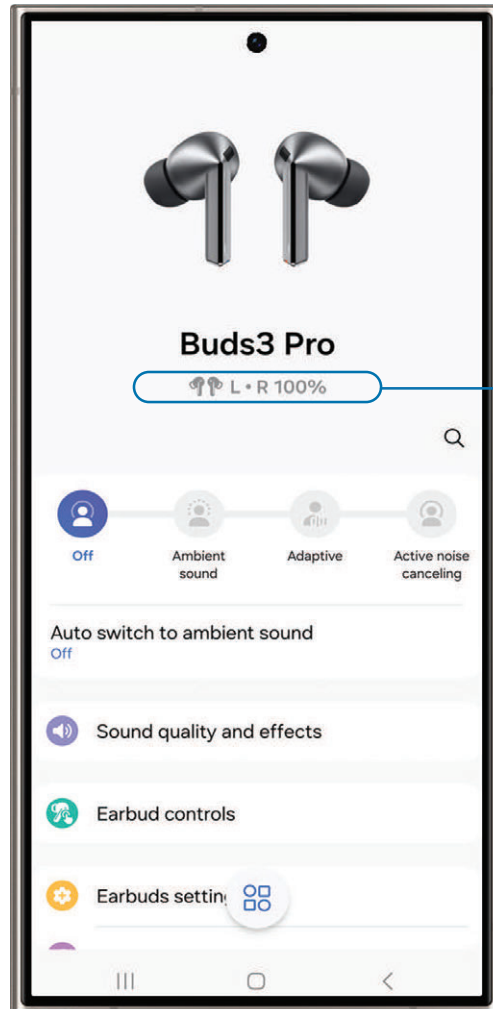 Buds3 Pro
L • R 100%
Off
Ambient
sound
Adaptive
Active noise
canceling
Auto switch to ambient sound
Off
Sound quality and effects
Earbud controls
Earbuds settin